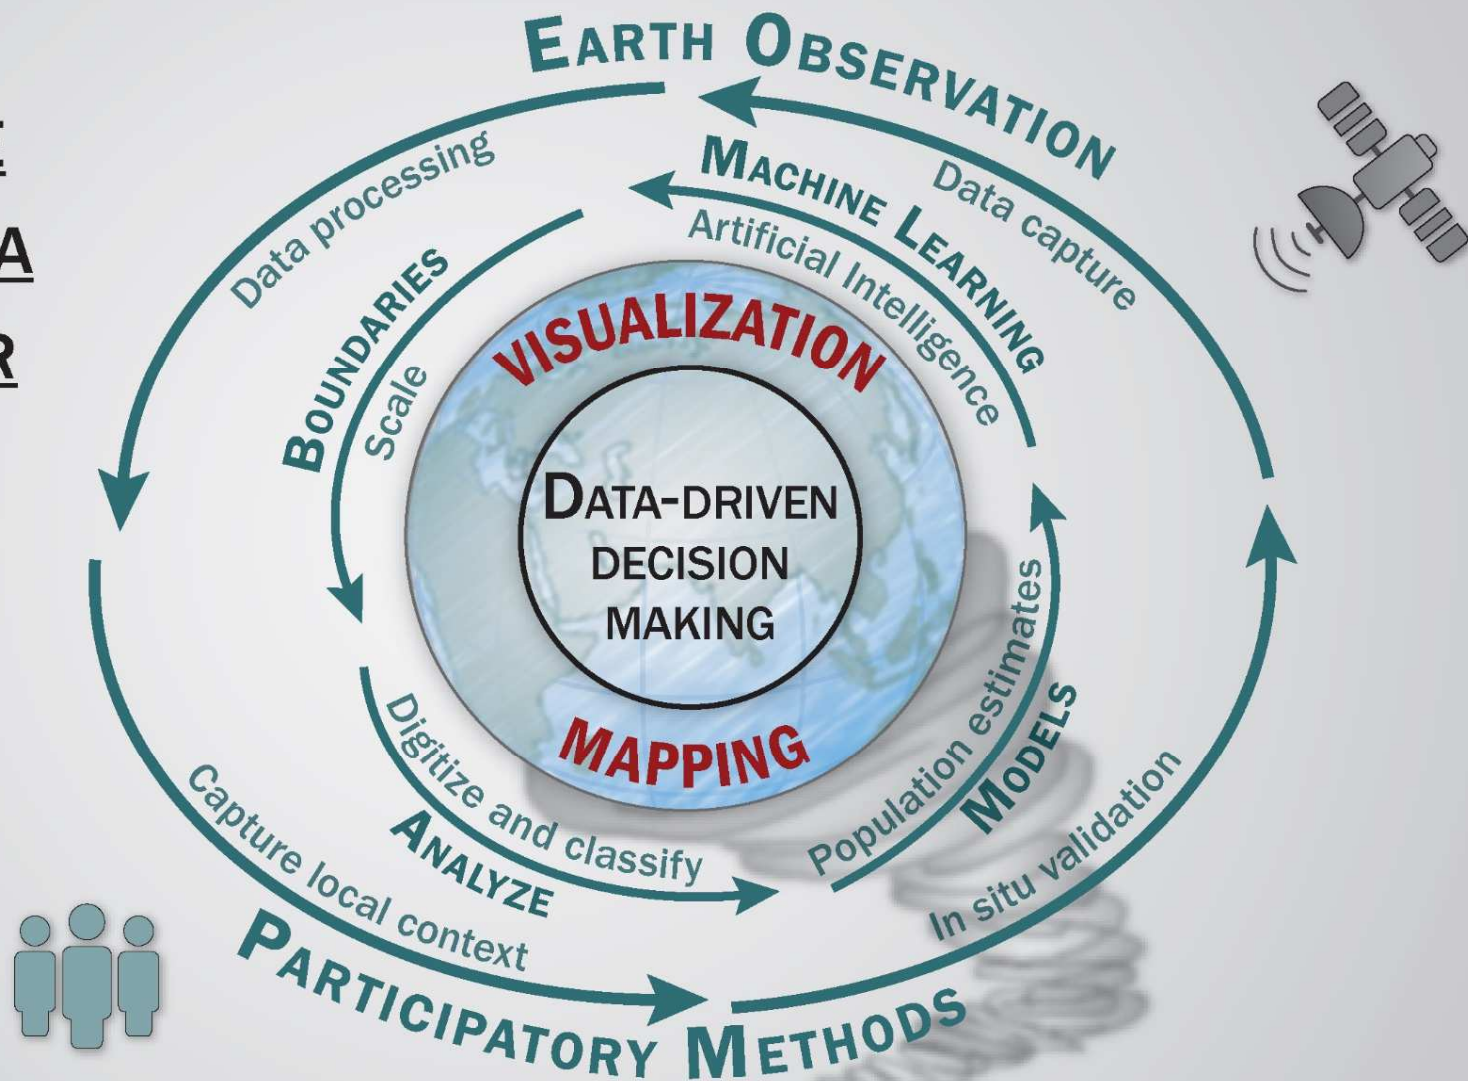 EARTH OBSERVATION
Data processing
Data capture
MACHINE LEARNING
Artificial Intelligence
BOUNDARIES
Scale
VISUALIZATION
DATA-DRIVEN
DECISION
MAKING
MAPPING
Digitize and classify
ANALYZE
Population estimates
MODELS
Capture local context
In situ validation
PARTICIPATORY METHODS